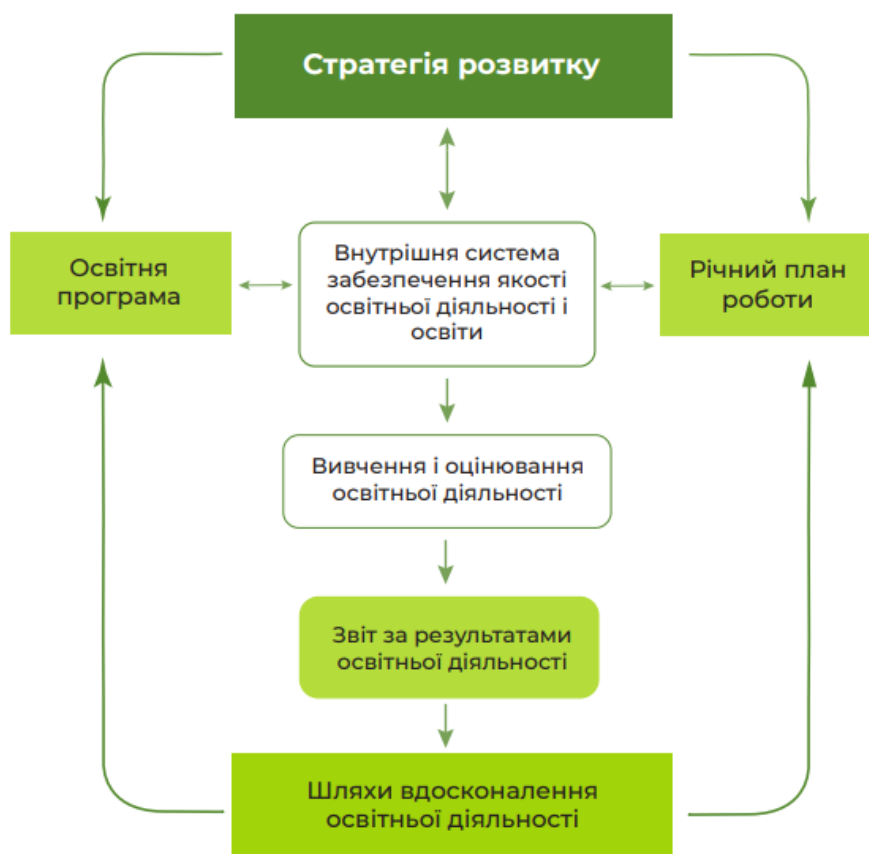 Стратегія розвитку
Освітня
програма
Внутрішня система
забезпечення якості
освітньої діяльності і
освіти
Річний план
роботи
Вивчення і оцінювання
освітньої діяльності
Звіт за результатами
освітньої діяльності
Шляхи вдосконалення
освітньої діяльності